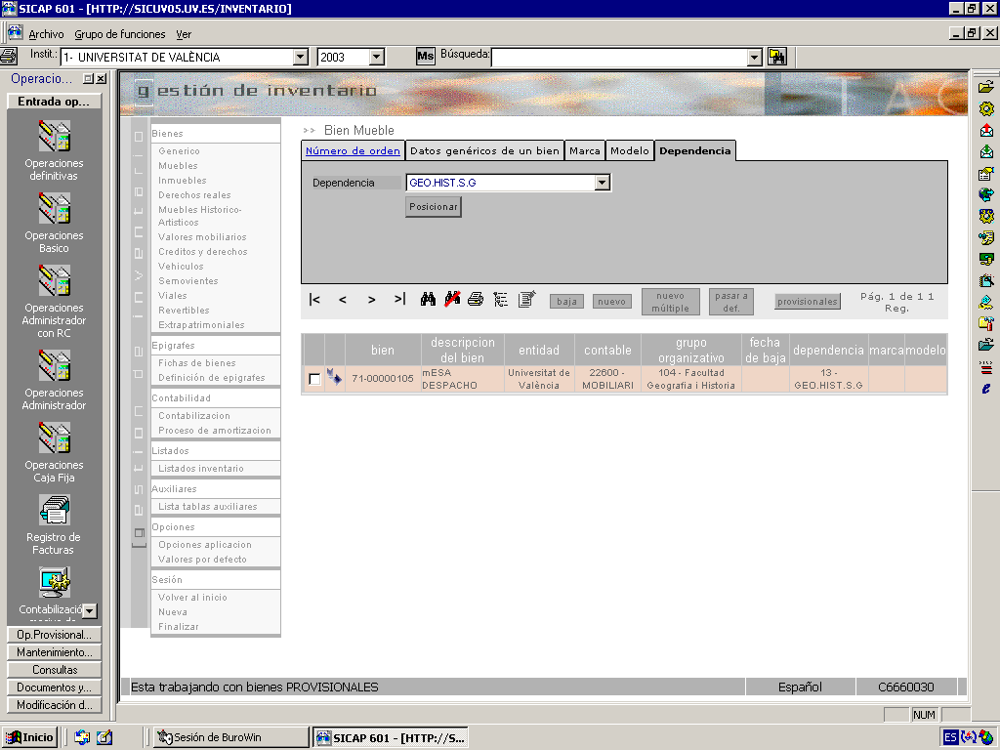 SICAP 601 - [HTTP://SICUV05.UV.ES/INVENTARIO]
Archivo Grupo de funciones Ver
Instit.: 1- UNIVERSITAT DE VALÈNCIA 2003 Ms Búsqueda:
Operacio...
Entrada op...
Operaciones
definitivas
Operaciones
Basico
Operaciones
Administrador
con RC
Operaciones
Administrador
Operaciones
Caja Fija
Registro de
Facturas
Contabilizació
Op.Provisional...
Mantenimiento...
Consultas
Documentos y...
Modificación d...
gestión de inventario
TAC
Bienes
Generico
Muebles
Inmuebles
Derechos reales
Muebles Historico-
Artisticos
Valores mobiliarios
Creditos y derechos
Vehiculos
Semovientes
Viales
Revertibles
Extrapatrimoniales
Epigrafes
Fichas de bienes
Definición de epigrafes
Contabilidad
Contabilizacion
Proceso de amortizacion
Listados
Listados inventario
Auxiliares
Lista tablas auxiliares
Opciones
Opciones aplicacion
Valores por defecto
Sesión
Volver al inicio
Nueva
Finalizar
>> Bien Mueble
Número de orden Datos genéricos de un bien Marca Modelo Dependencia
Dependencia GEO.HIST.S.G
Posicionar
|< < > >| baja nuevo nuevo múltiple pasar a def. provisionales Pág. 1 de 1 1 Reg.
bien descripcion del bien entidad contable grupo organizativo fecha de baja dependencia marca modelo
71-00000105 mESA DESPACHO Universitat de València 22600 - MOBILIARI 104 - Facultad Geografia i Historia 13 - GEO.HIST.S.G
Esta trabajando con bienes PROVISIONALES Español C6660030
NUM
Inicio Sesión de BuroWin SICAP 601 - [HTTP://S... ES